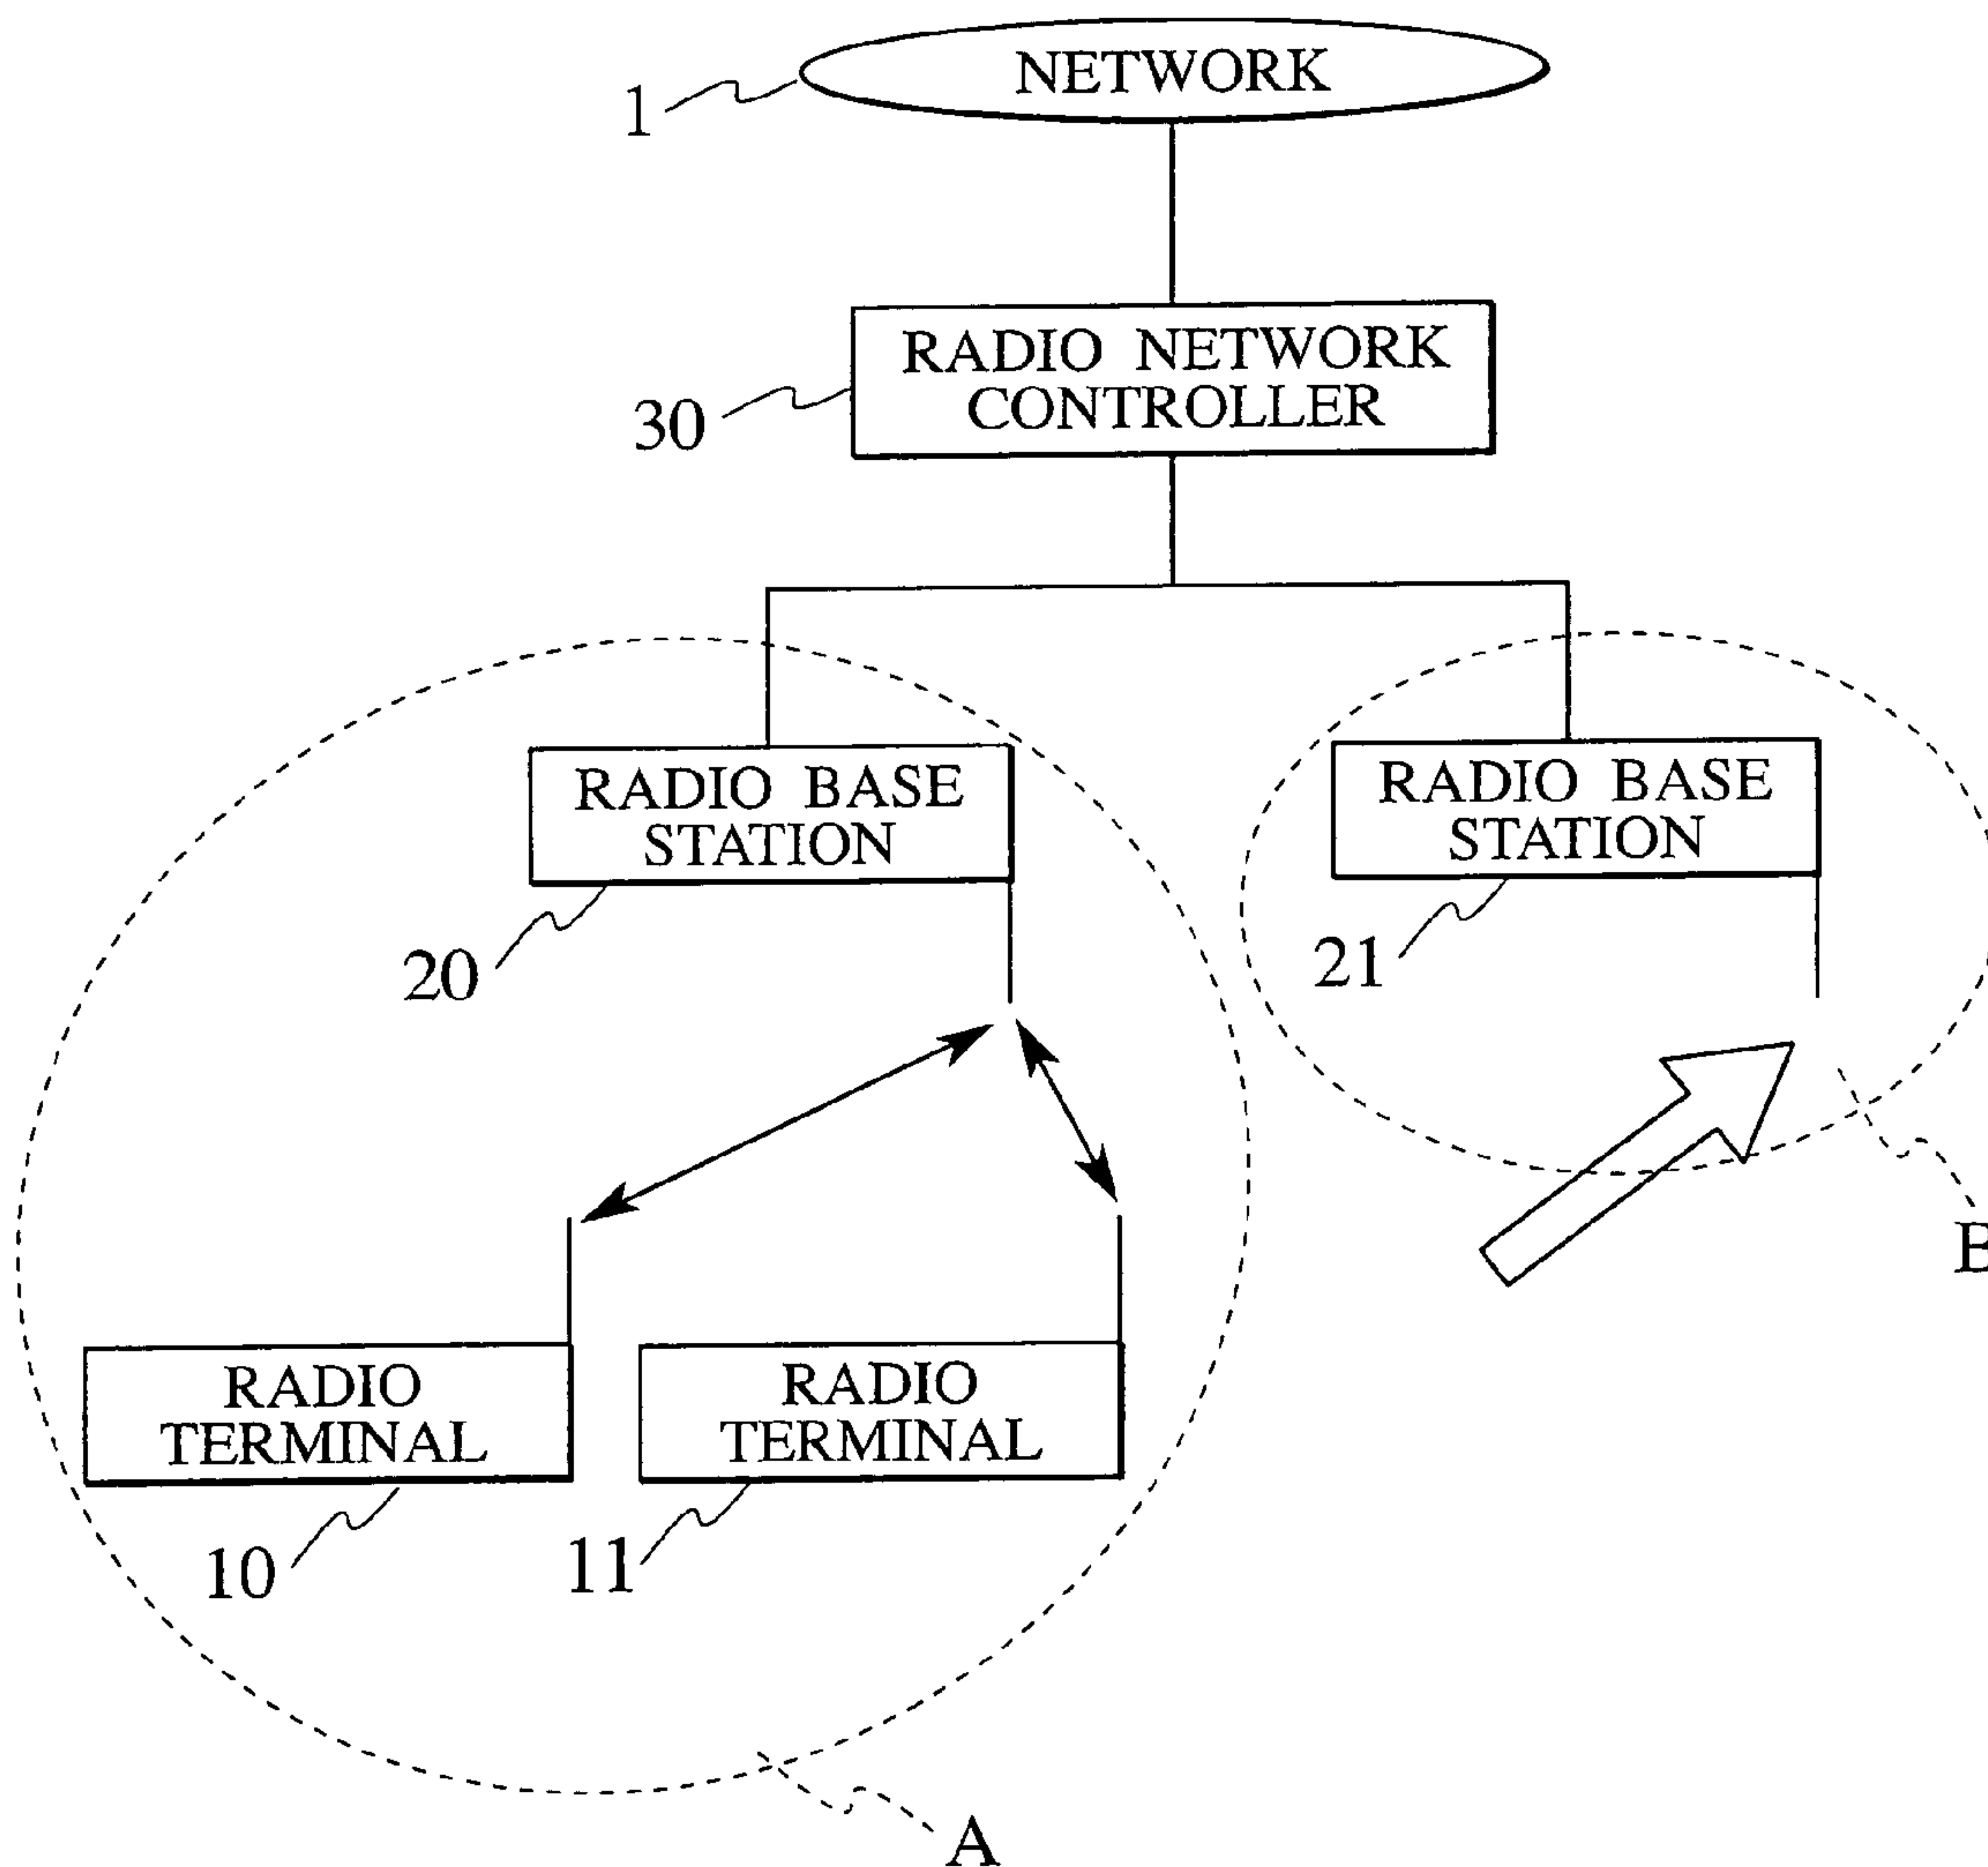 NETWORK
1
RADIO NETWORK
CONTROLLER
30
RADIO BASE
STATION
20
RADIO BASE
STATION
21
B
RADIO
TERMINAL
10
RADIO
TERMINAL
11
A